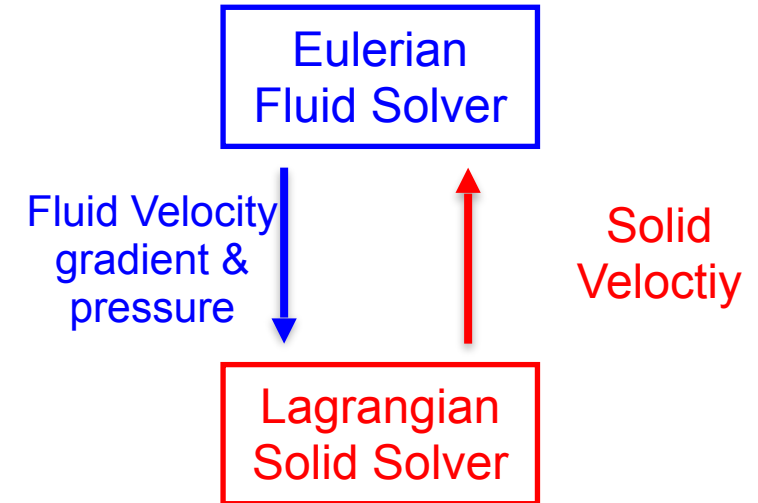 Eulerian
Fluid Solver
Fluid Velocity
gradient &
pressure
Solid
Veloctiy
Lagrangian
Solid Solver